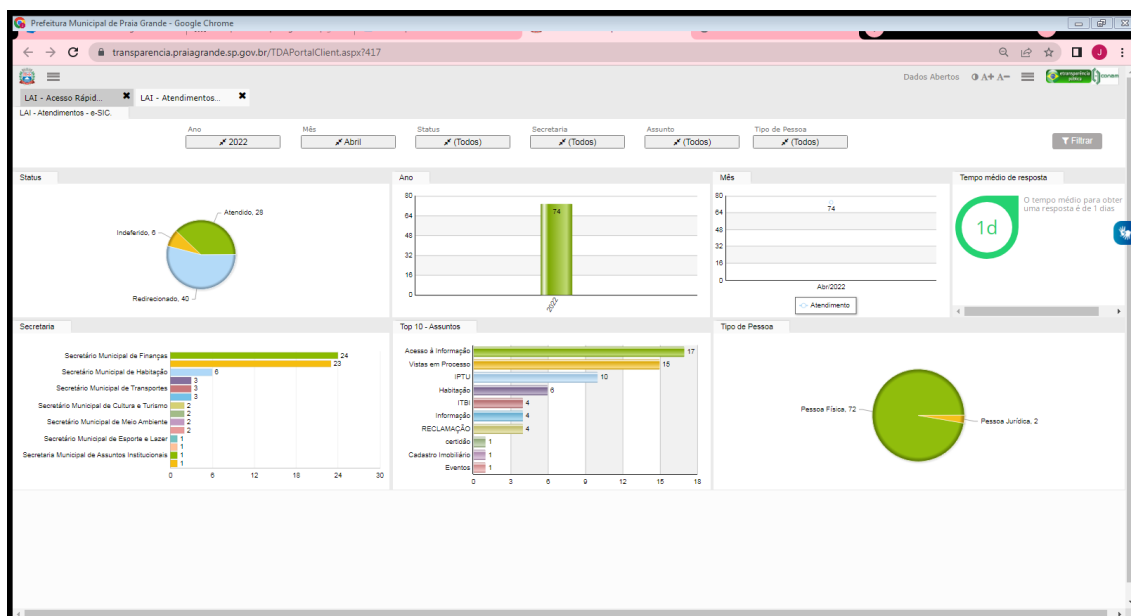 Prefeitura Municipal de Praia Grande - Google Chrome
transparencia.praiagrande.sp.gov.br/TDAPortalClient.aspx?417
J
Dados Abertos A+ A-
LAI - Acesso Rápid... LAI - Atendimentos...
LAI - Atendimentos - e-SIC.
Ano Mês Status Secretaria Assunto Tipo de Pessoa
2022 Abril (Todos) (Todos) (Todos) (Todos) Filtrar
Status
Atendido, 28
Indeferido, 6
Redirecionado, 40
Ano
80
64
48
32
16
0
74
2022
Mês
80
64
48
32
16
0
74
Abr/2022
Atendimento
Tempo médio de resposta
1d
O tempo médio para obter
uma resposta é de 1 dias
Secretaria
Secretário Municipal de Finanças 24
23
Secretário Municipal de Habitação 6
3
Secretário Municipal de Transportes 3
3
Secretário Municipal de Cultura e Turismo 2
2
Secretário Municipal de Meio Ambiente 2
2
Secretário Municipal de Esporte e Lazer 1
1
Secretaria Municipal de Assuntos Institucionais 1
1
0 6 12 18 24 30
Top 10 - Assuntos
Acesso à Informação 17
Vistas em Processo 15
IPTU 10
Habitação 6
ITBI 4
Informação 4
RECLAMAÇÃO 4
certidão 1
Cadastro Imobiliário 1
Eventos 1
0 3 6 9 12 15 18
Tipo de Pessoa
Pessoa Física, 72
Pessoa Jurídica, 2